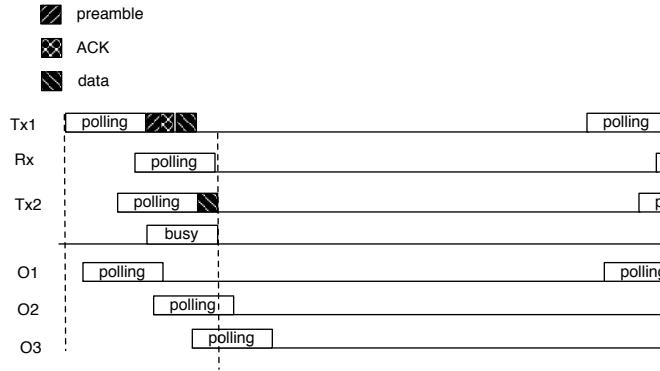 preamble
ACK
data
Tx1 polling polling
Rx polling
Tx2 polling p
busy
O1 polling polling
O2 polling
O3 polling